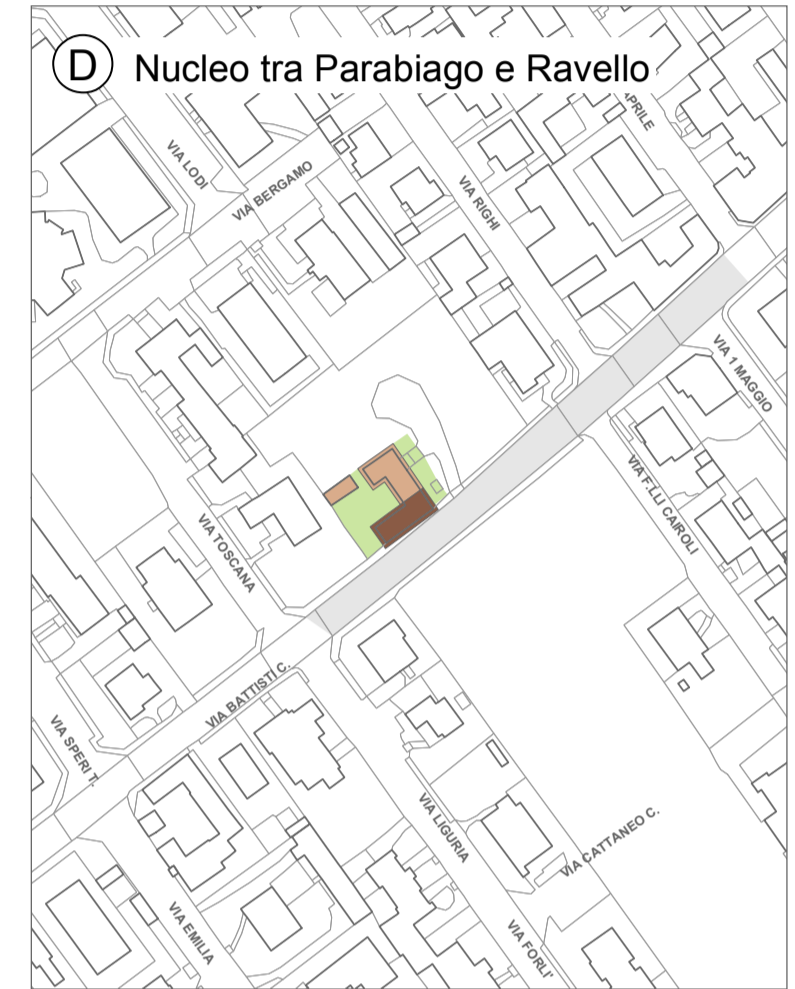 D Nucleo tra Parabiago e Ravello
APRILE
VIA LODI
VIA BERGAMO
VIA RIGHI
VIA 1 MAGGIO
VIA F.LLI CAIROLI
VIA TOSCANA
VIA BATTISTI C.
VIA SPERI T.
VIA LIGURIA
VIA CATTANEO C.
VIA EMILIA
VIA FORLI'